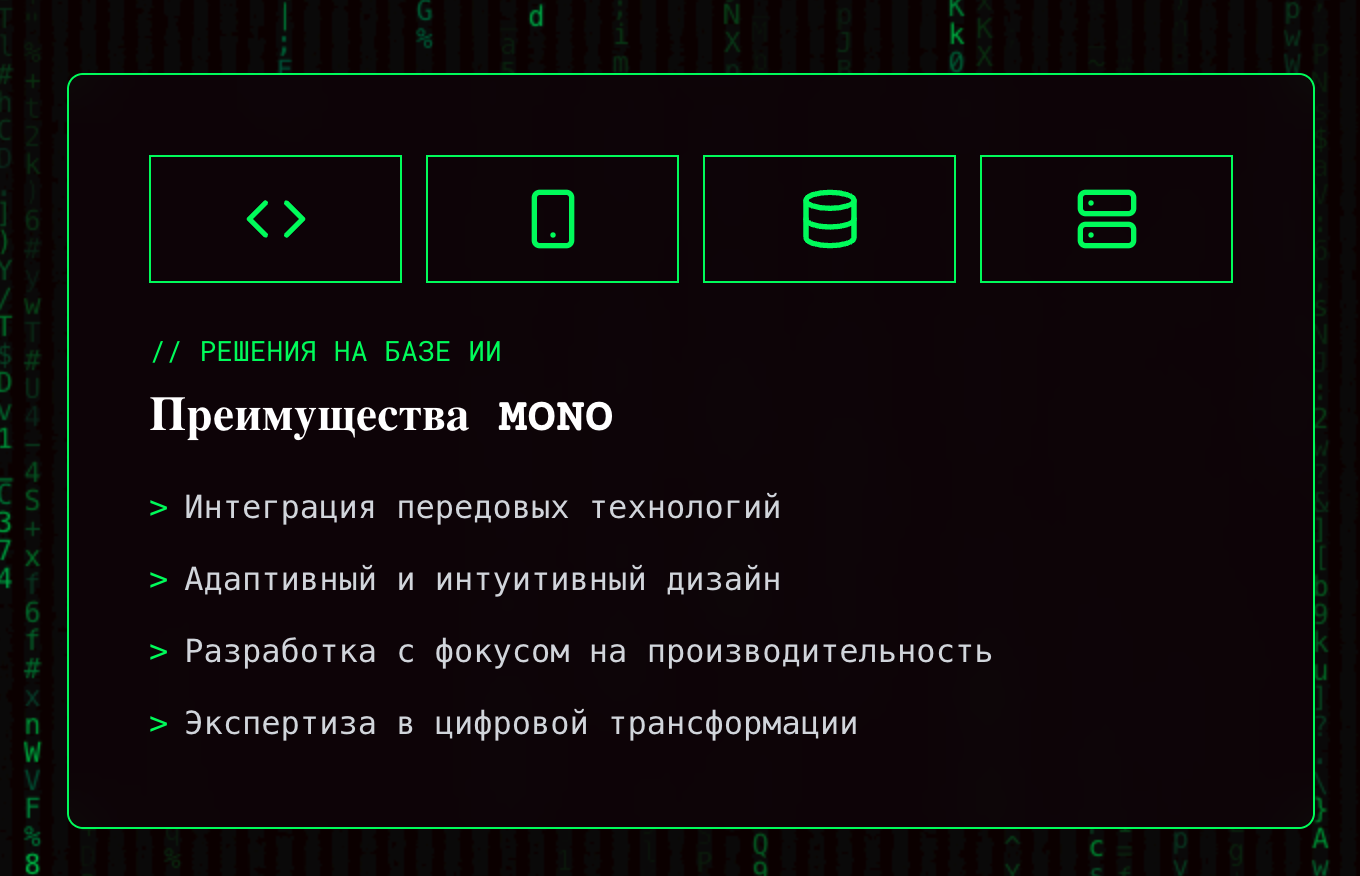 // РЕШЕНИЯ НА БАЗЕ ИИ
Преимущества MONO
> Интеграция передовых технологий
> Адаптивный и интуитивный дизайн
> Разработка с фокусом на производительность
> Экспертиза в цифровой трансформации